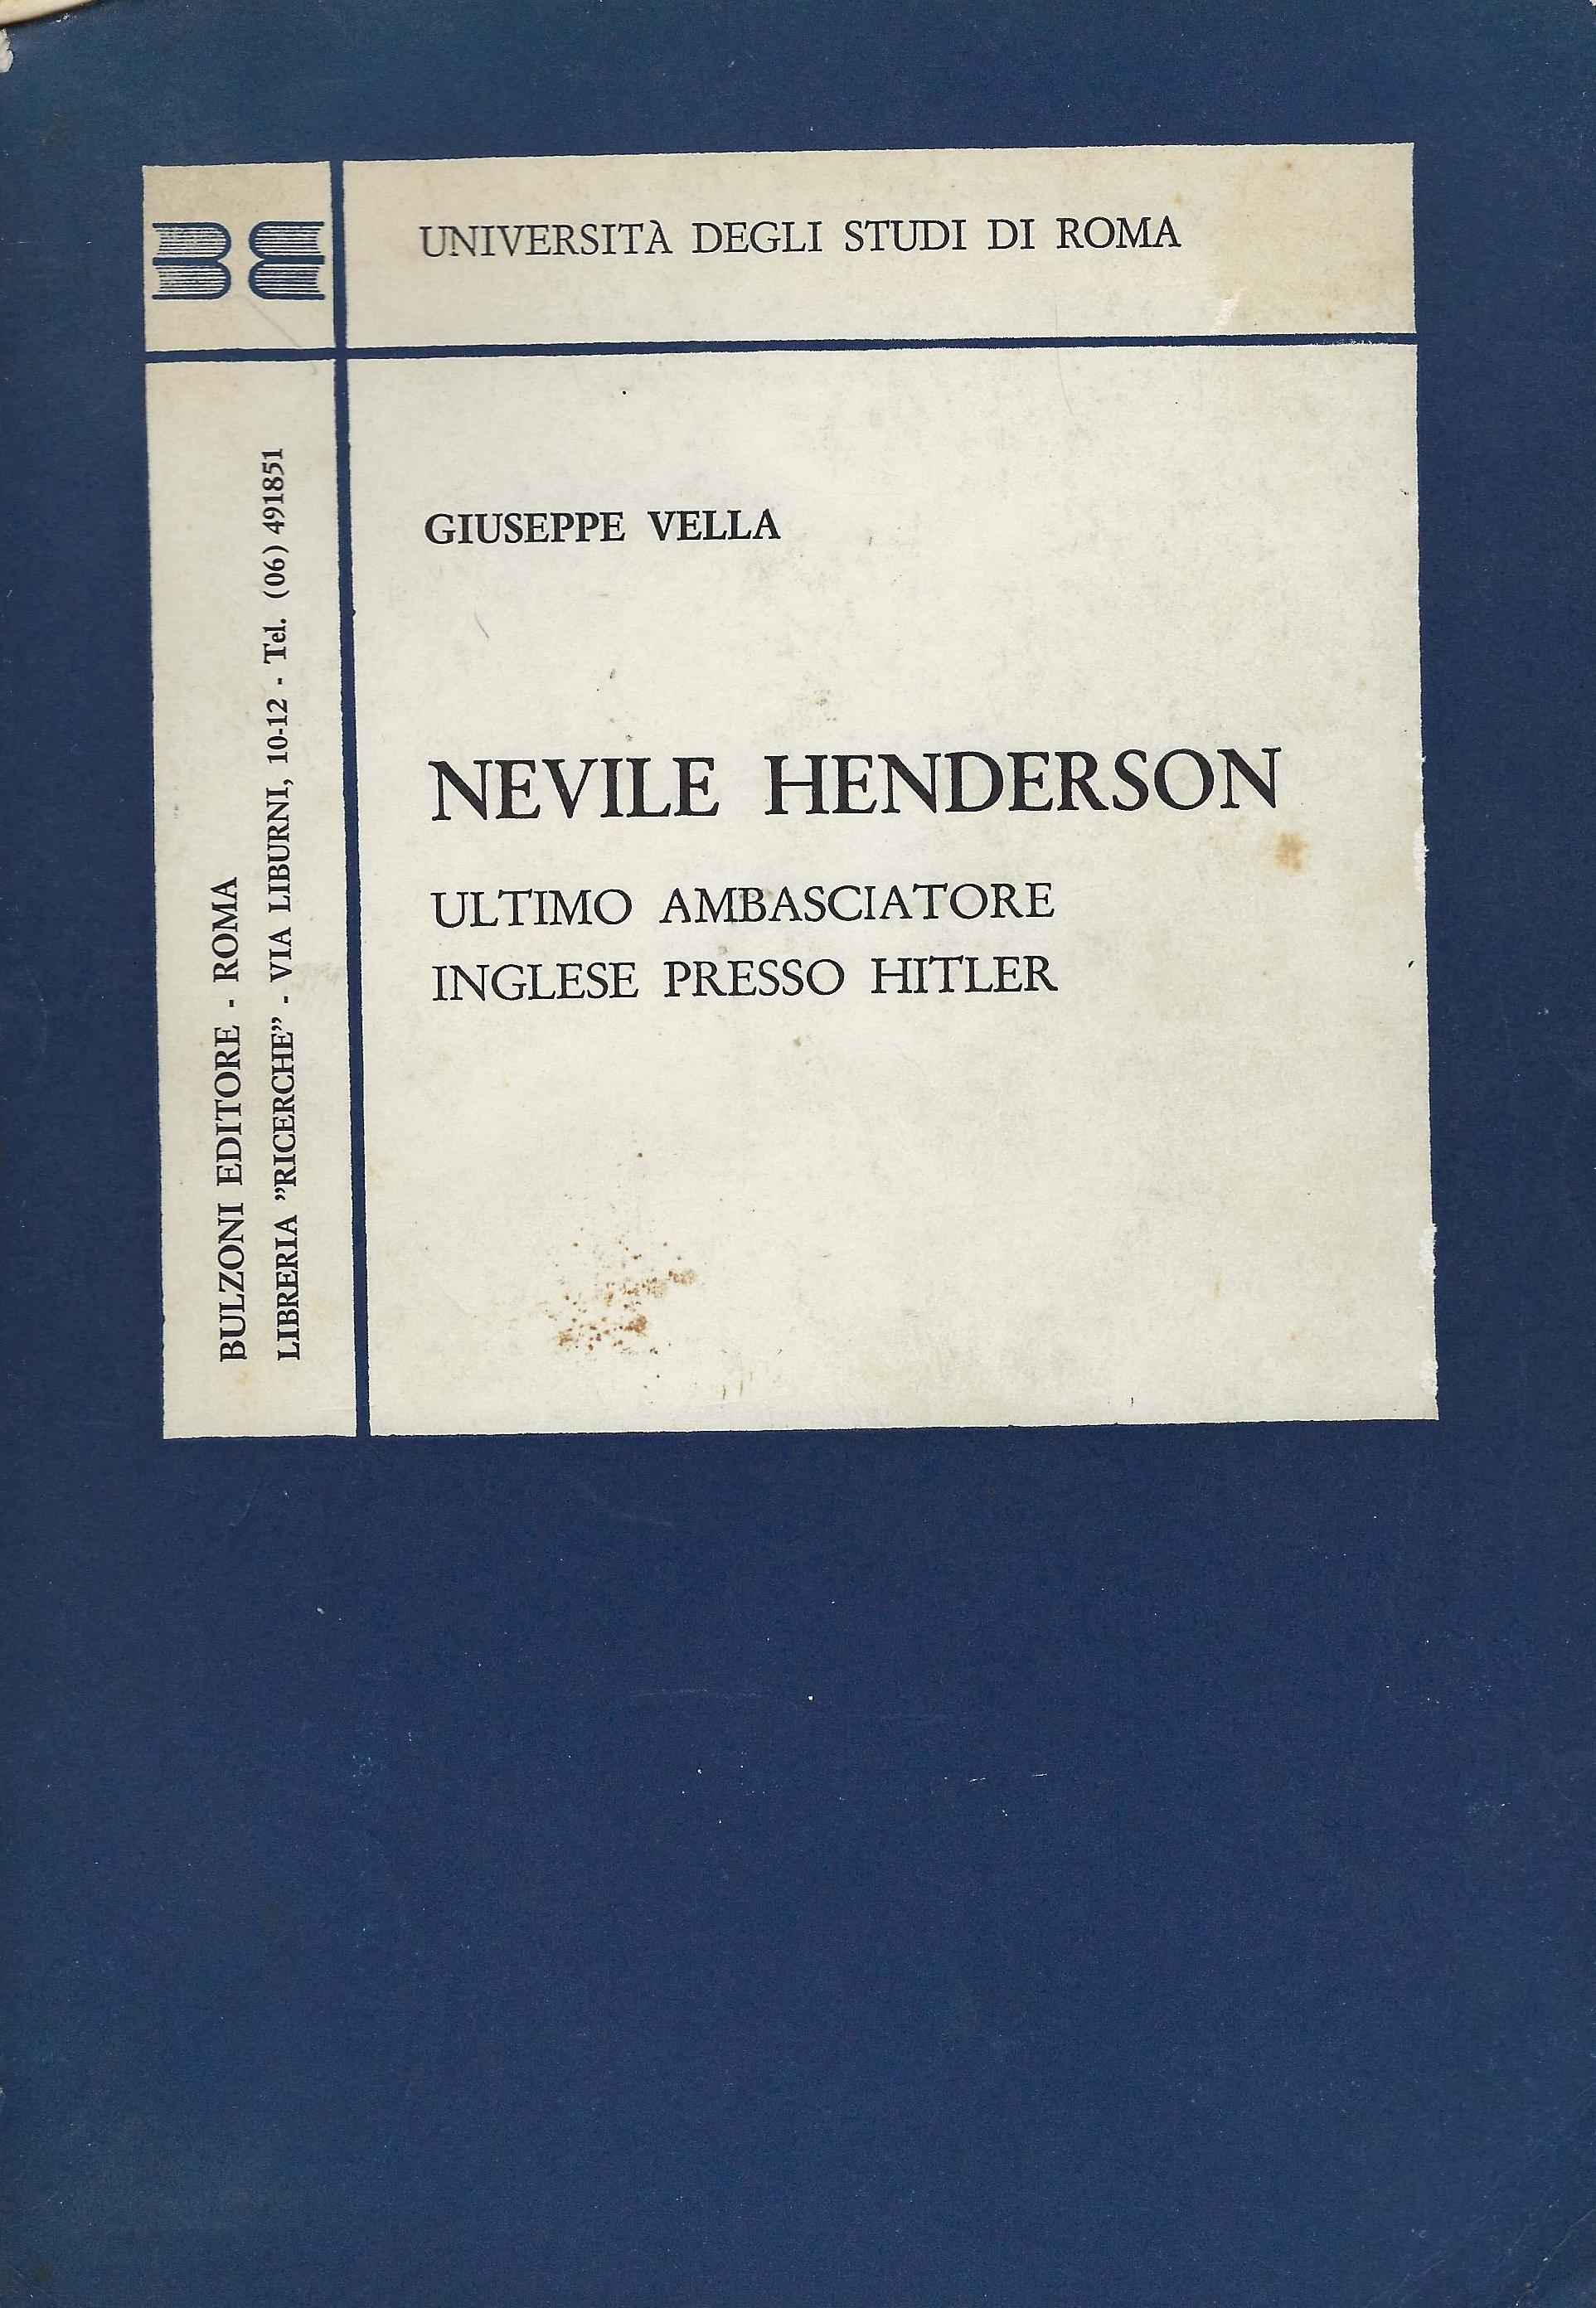 UNIVERSITÀ DEGLI STUDI DI ROMA
GIUSEPPE VELLA
NEVILE HENDERSON
ULTIMO AMBASCIATORE
INGLESE PRESSO HITLER
BULZONI EDITORE - ROMA
LIBRERIA "RICERCHE" - VIA LIBURNI, 10-12 - Tel. (06) 491851